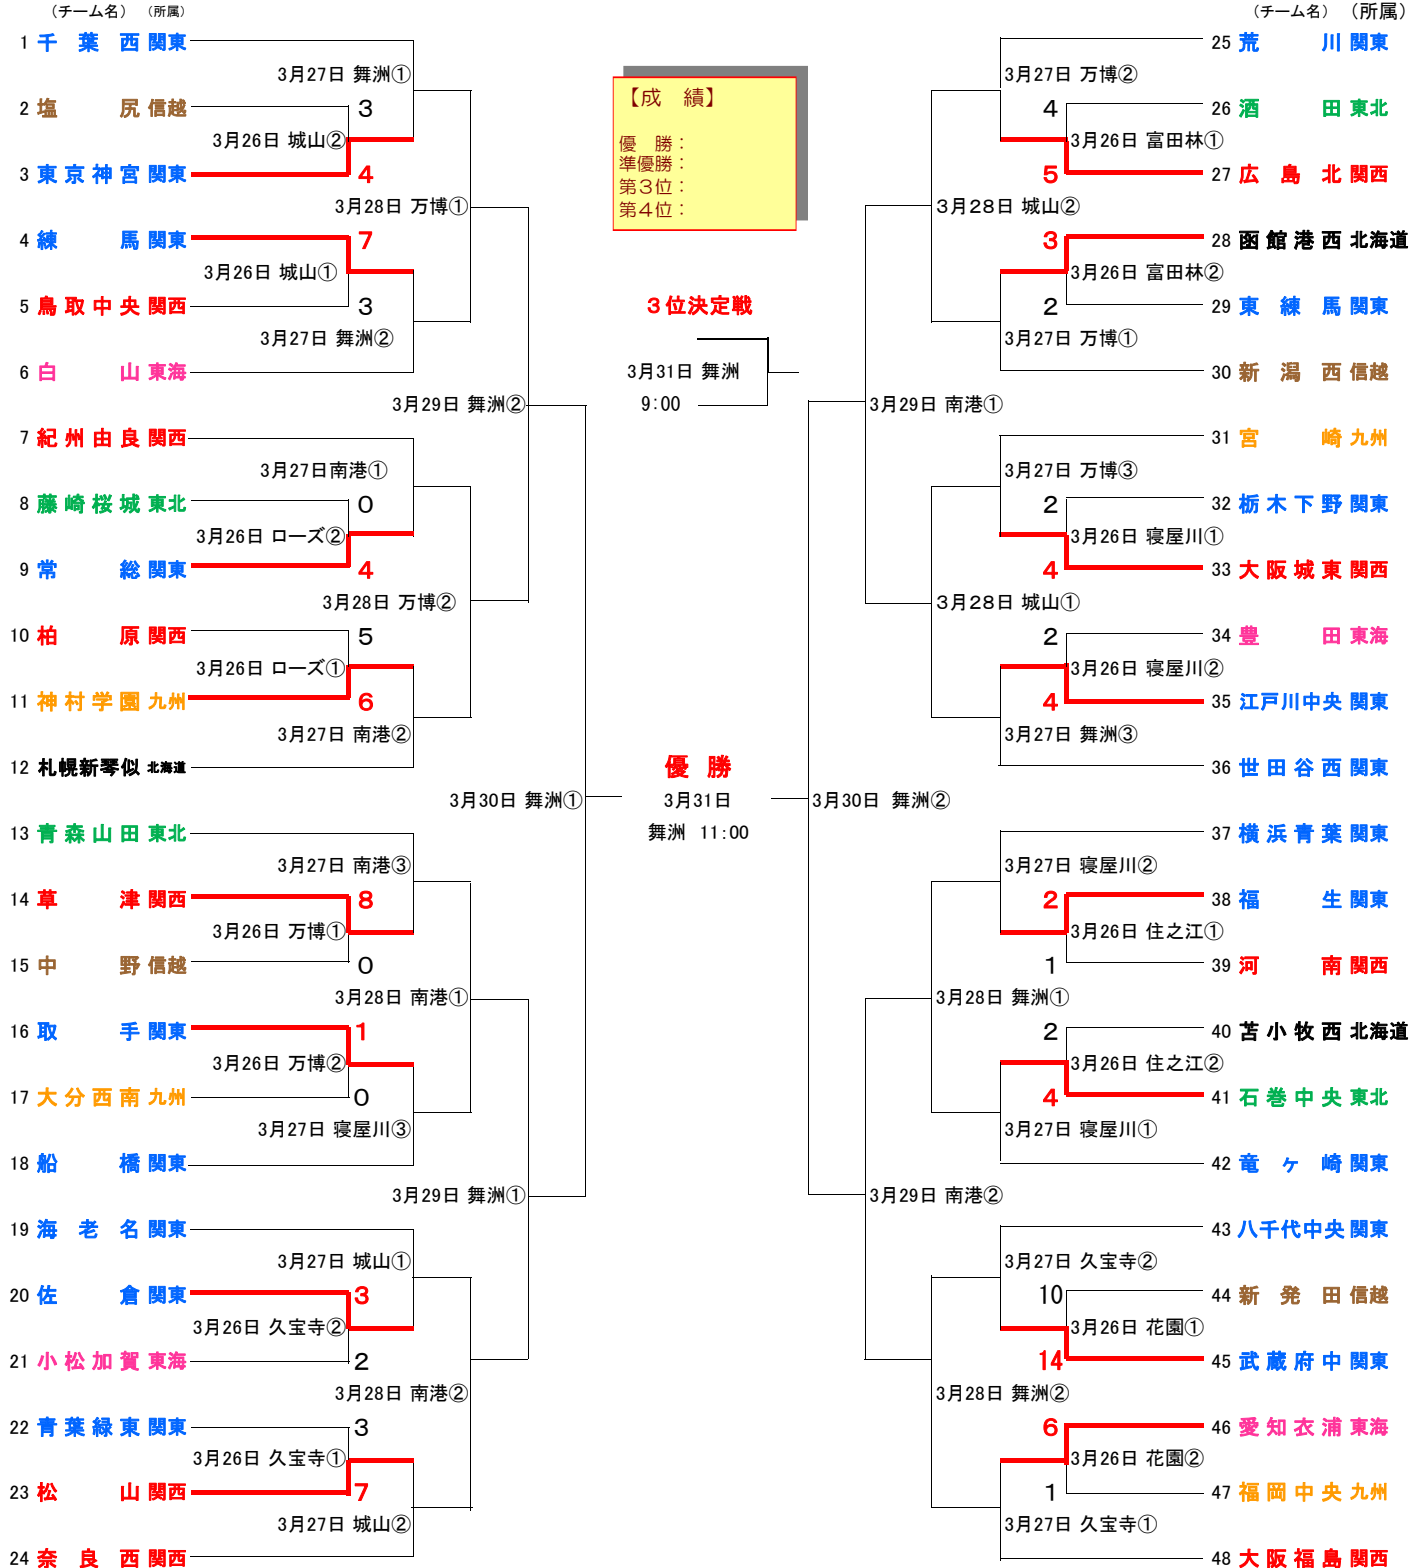 （チーム名）（所属）
1 千葉西 関東
3月27日 舞洲①
2 塩尻 信越
3
3月26日 城山②
3 東京神宮 関東
4
3月28日 万博①
4 練馬 関東
7
3月26日 城山①
5 鳥取中央 関西
3
3月27日 舞洲②
6 白山 東海
3月29日 舞洲②
7 紀州由良 関西
3月27日南港①
8 藤崎桜城 東北
0
3月26日 ローズ②
9 常総 関東
4
3月28日 万博②
10 柏原 関西
5
3月26日 ローズ①
11 神村学園 九州
6
3月27日 南港②
12 札幌新琴似 北海道
3月30日 舞洲①
13 青森山田 東北
3月27日 南港③
14 草津 関西
8
3月26日 万博①
15 中野 信越
0
3月28日 南港①
16 取手 関東
1
3月26日 万博②
17 大分西南 九州
0
3月27日 寝屋川③
18 船橋 関東
3月29日 舞洲①
19 海老名 関東
3月27日 城山①
20 佐倉 関東
3
3月26日 久宝寺②
21 小松加賀 東海
2
3月28日 南港②
22 青葉緑東 関東
3
3月26日 久宝寺①
23 松山 関西
7
3月27日 城山②
24 奈良西 関西
【成　績】
優　勝：
準優勝：
第３位：
第４位：
３位決定戦
3月31日 舞洲
9:00
優勝
3月31日
舞洲 11:00
（チーム名）（所属）
25 荒川 関東
3月27日 万博②
4
26 酒田 東北
3月26日 富田林①
5
27 広島北 関西
3月28日 城山②
3
28 函館港西 北海道
3月26日 富田林②
2
29 東練馬 関東
3月27日 万博①
30 新潟西 信越
3月29日 南港①
31 宮崎 九州
3月27日 万博③
2
32 栃木下野 関東
3月26日 寝屋川①
4
33 大阪城東 関西
3月28日 城山①
2
34 豊田 東海
3月26日 寝屋川②
4
35 江戸川中央 関東
3月27日 舞洲③
36 世田谷西 関東
3月30日 舞洲②
37 横浜青葉 関東
3月27日 寝屋川②
2
38 福生 関東
3月26日 住之江①
1
39 河南 関西
3月28日 舞洲①
2
40 苫小牧西 北海道
3月26日 住之江②
4
41 石巻中央 東北
3月27日 寝屋川①
42 竜ヶ崎 関東
3月29日 南港②
43 八千代中央 関東
3月27日 久宝寺②
10
44 新発田 信越
3月26日 花園①
14
45 武蔵府中 関東
3月28日 舞洲②
6
46 愛知衣浦 東海
3月26日 花園②
1
47 福岡中央 九州
3月27日 久宝寺①
48 大阪福島 関西